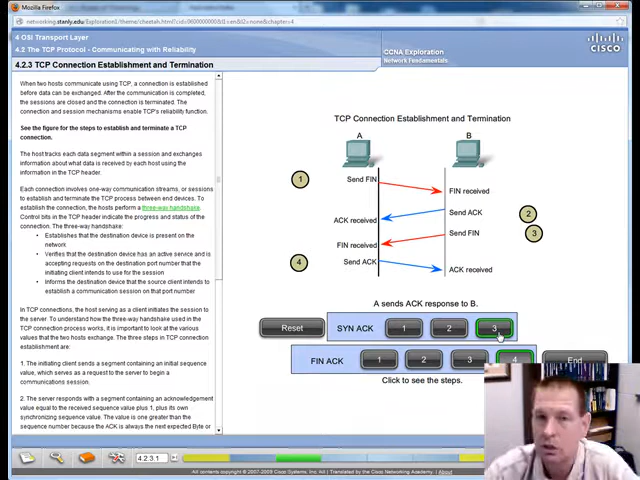 Mozilla Firefox
4 OSI Transport Layer
4.2 The TCP Protocol - Communicating with Reliability
4.2.3 TCP Connection Establishment and Termination
CCNA Exploration
Network Fundamentals
CISCO
When two hosts communicate using TCP, a connection is established
before data can be exchanged. After the communication is completed,
the sessions are closed and the connection is terminated. The
connection and session mechanisms enable TCP's reliability function.
See the figure for the steps to establish and terminate a TCP
connection.
The host tracks each data segment within a session and exchanges
information about what data is received by each host using the
information in the TCP header.
Each connection involves one-way communication streams, or sessions
to establish and terminate the TCP process between end devices. To
establish the connection, the hosts perform a three-way handshake.
Control bits in the TCP header indicate the progress and status of the
connection. The three-way handshake:
• Establishes that the destination device is present on the
network
• Verifies that the destination device has an active service and is
accepting requests on the destination port number that the
initiating client intends to use for the session
• Informs the destination device that the source client intends to
establish a communication session on that port number
In TCP connections, the host serving as a client initiates the session to
the server. To understand how the three-way handshake used in the
TCP connection process works, it is important to look at the various
values that the two hosts exchange. The three steps in TCP connection
establishment are:
1. The initiating client sends a segment containing an initial sequence
value, which serves as a request to the server to begin a
communications session.
2. The server responds with a segment containing an acknowledgement
value equal to the received sequence value plus 1, plus its own
synchronizing sequence value. The value is one greater than the
sequence number because the ACK is always the next expected Byte or
TCP Connection Establishment and Termination
A B
1 Send FIN FIN received
ACK received Send ACK 2
FIN received Send FIN 3
4 Send ACK ACK received
A sends ACK response to B.
Reset SYN ACK 1 2 3
FIN ACK 1 2 3 4 End
Click to see the steps.
4.2.3.1
All contents copyright © 2007-2009 Cisco Systems, Inc. All | Translated by the Cisco Networking Academy. | About